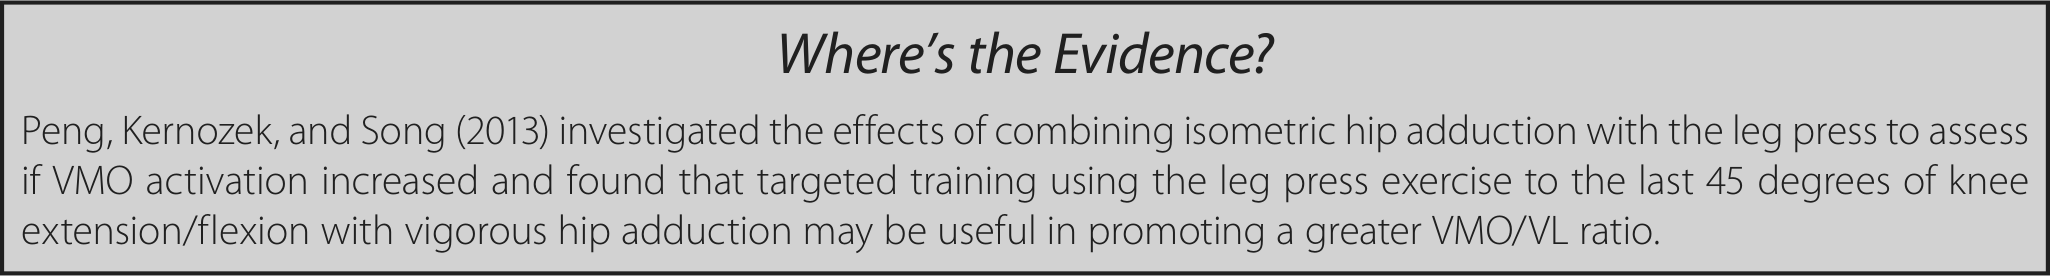 Where’s the Evidence?
Peng, Kernozek, and Song (2013) investigated the effects of combining isometric hip adduction with the leg press to assess
if VMO activation increased and found that targeted training using the leg press exercise to the last 45 degrees of knee
extension/flexion with vigorous hip adduction may be useful in promoting a greater VMO/VL ratio.